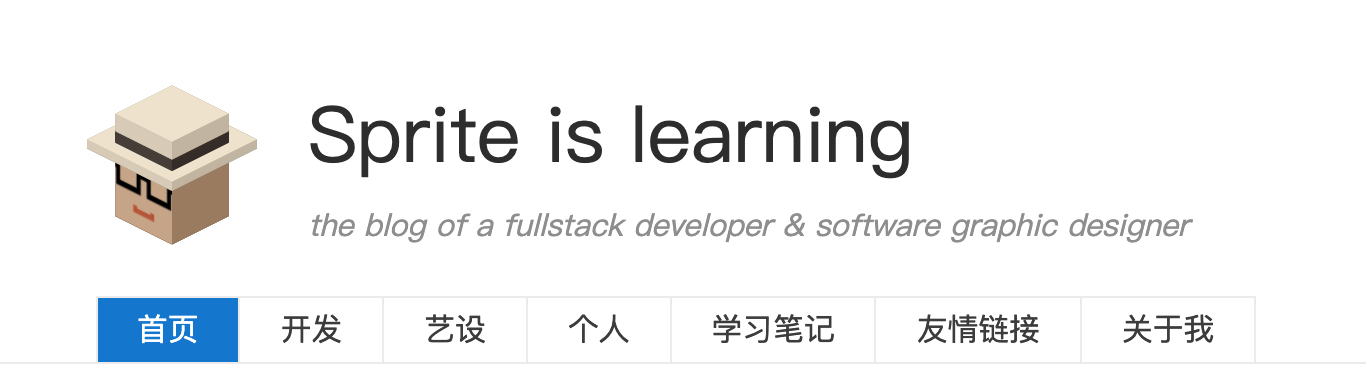 Sprite is learning
the blog of a fullstack developer & software graphic designer
首页 开发 艺设 个人 学习笔记 友情链接 关于我